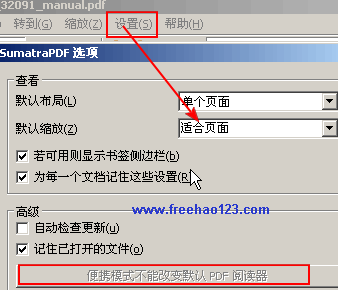 32091_manual.pdf
转到(G) 缩放(Z) 设置(S)
SumatraPDF 选项
查看
默认布局(L) 单个页面
默认缩放(Z) 适合页面
若可用则显示书签侧边栏(b)
为每一个文档记住这些设置(R)
高级
www.freehao123.com
自动检查更新(u)
记住已打开的文件(o)
便携模式不能改变默认 PDF 阅读器